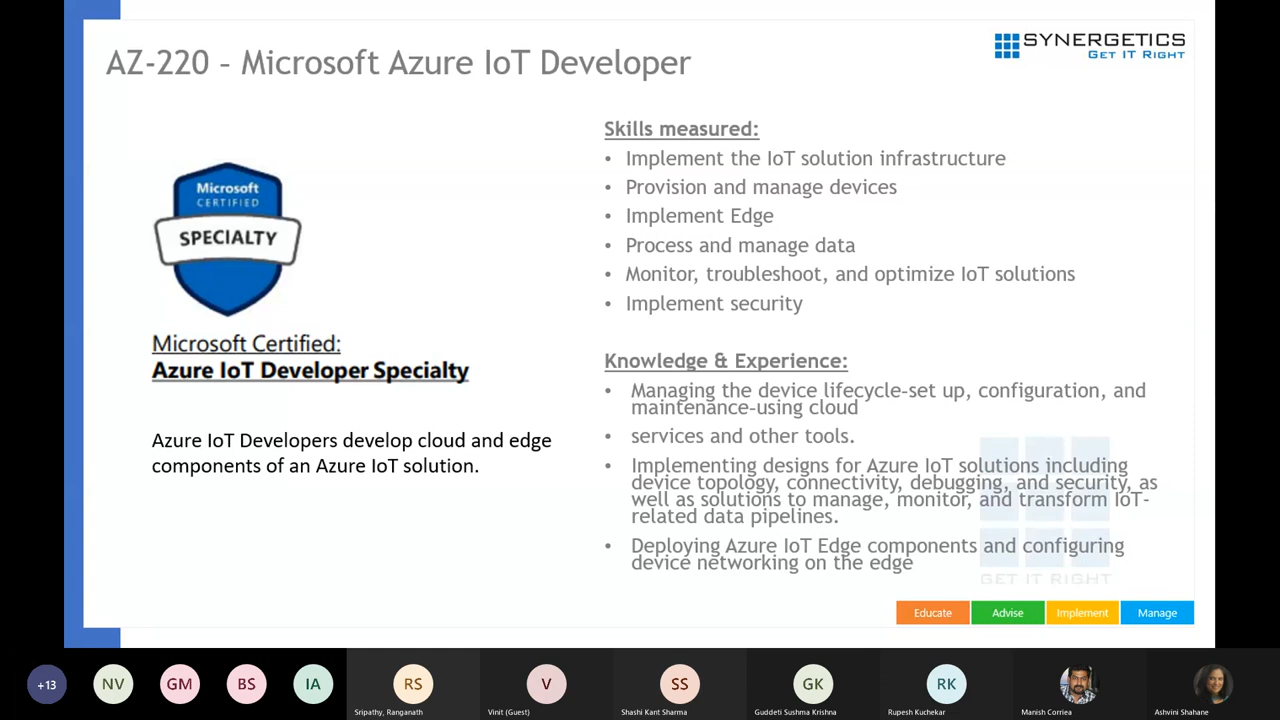 AZ-220 – Microsoft Azure IoT Developer
SYNERGETICS
GET IT RIGHT
Microsoft
CERTIFIED
SPECIALTY
Microsoft Certified:
Azure IoT Developer Specialty
Azure IoT Developers develop cloud and edge
components of an Azure IoT solution.
Skills measured:
• Implement the IoT solution infrastructure
• Provision and manage devices
• Implement Edge
• Process and manage data
• Monitor, troubleshoot, and optimize IoT solutions
• Implement security
Knowledge & Experience:
• Managing the device lifecycle-set up, configuration, and
maintenance-using cloud
• services and other tools.
• Implementing designs for Azure IoT solutions including
device topology, connectivity, debugging, and security, as
well as solutions to manage, monitor, and transform IoT-
related data pipelines.
• Deploying Azure IoT Edge components and configuring
device networking on the edge
GET IT RIGHT
Educate
Advise
Implement
Manage
+13
NV
GM
BS
IA
RS
V
SS
GK
RK
Sripathy, Ranganath
Vinit (Guest)
Shashi Kant Sharma
Guddeti Sushma Krishna
Rupesh Kuchekar
Manish Corriea
Ashvini Shahane